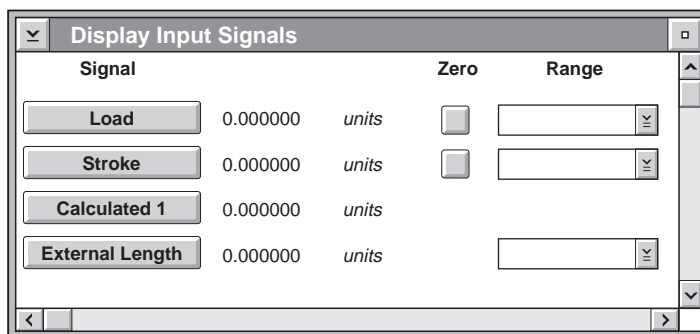 Display Input Signals
Signal Zero Range
Load 0.000000 units
Stroke 0.000000 units
Calculated 1 0.000000 units
External Length 0.000000 units